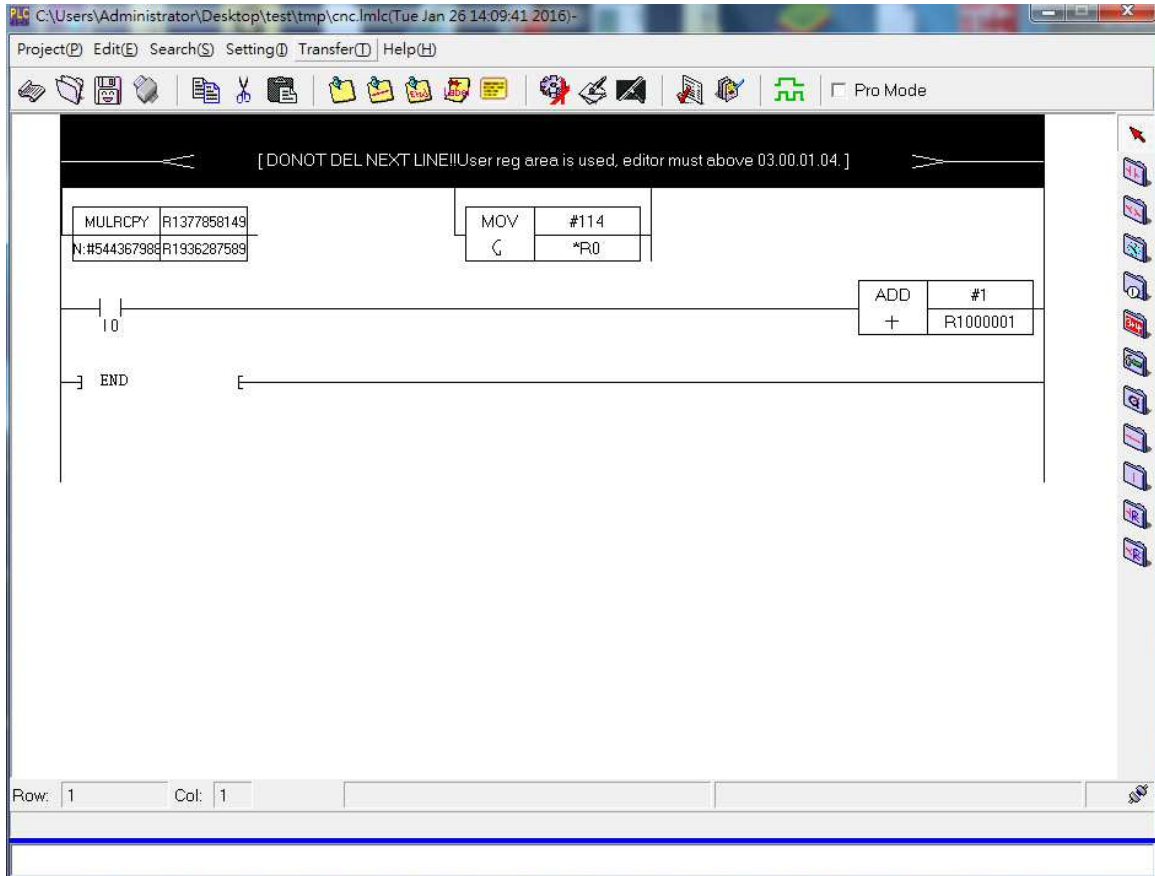 C:\Users\Administrator\Desktop\test\tmp\cnc.lmlc(Tue Jan 26 14:09:41 2016)-
Project(P) Edit(E) Search(S) Setting(I) Transfer(T) Help(H)
Pro Mode
[ DONOT DEL NEXT LINE!!!User reg area is used, editor must above 03.00.01.04. ]
MULRCPY R1377858149 MOV #114
N:#544367988 R1936287589 *R0
ADD #1
I 0 + R1000001
END
Row: 1 Col: 1